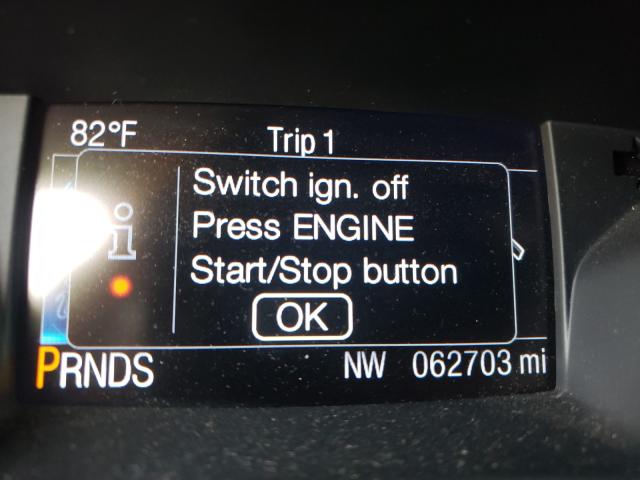 82°F Trip 1
Switch ign. off
Press ENGINE
Start/Stop button
OK
PRNDS NW 062703 mi